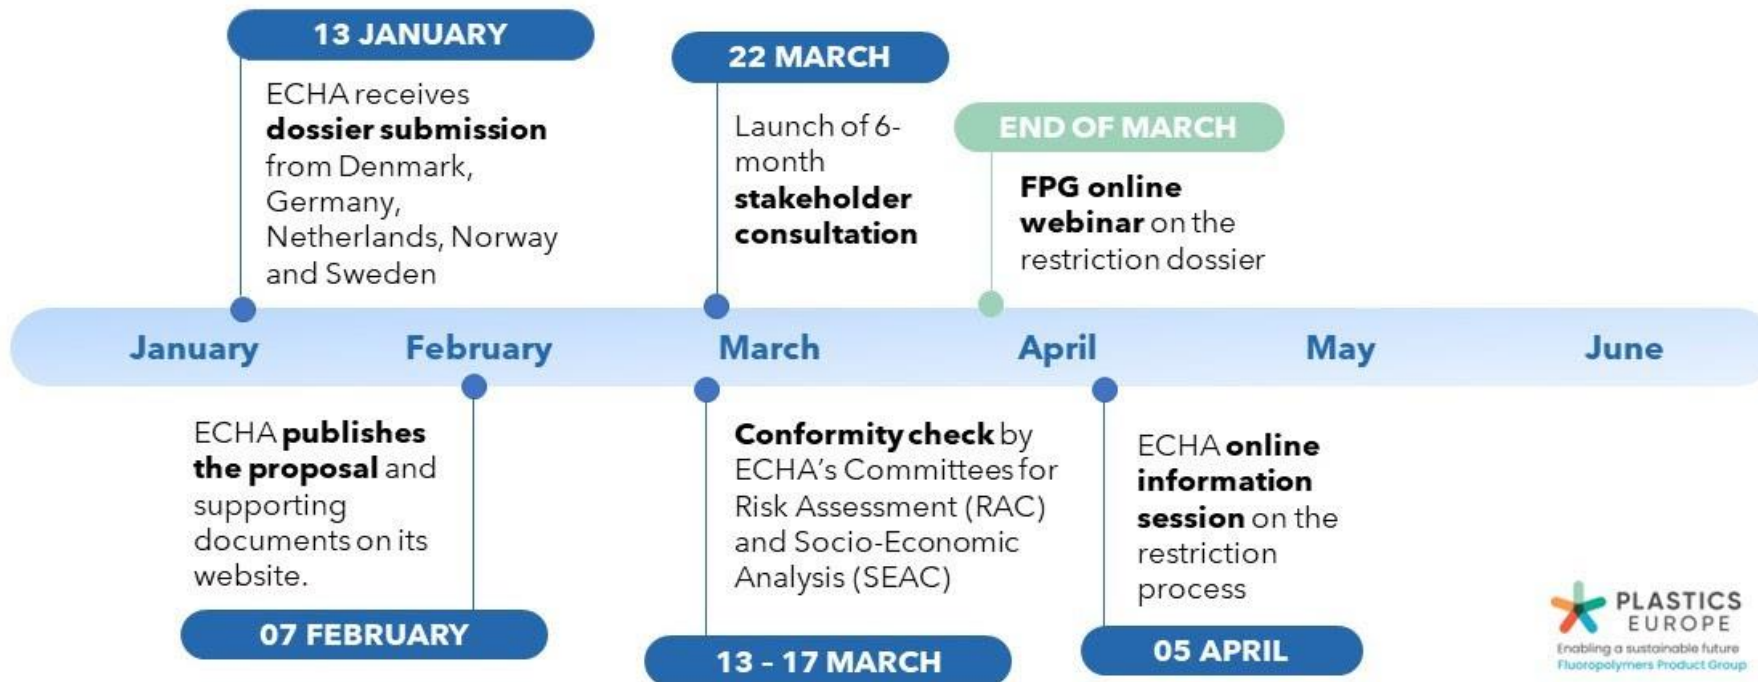 13 JANUARY
ECHA receives
dossier submission
from Denmark,
Germany,
Netherlands, Norway
and Sweden
22 MARCH
Launch of 6-
month
stakeholder
consultation
END OF MARCH
FPG online
webinar on the
restriction dossier
January
February
March
April
May
June
ECHA publishes
the proposal and
supporting
documents on its
website.
07 FEBRUARY
Conformity check by
ECHA's Committees for
Risk Assessment (RAC)
and Socio-Economic
Analysis (SEAC)
13 – 17 MARCH
ECHA online
information
session on the
restriction
process
05 APRIL
PLASTICS
EUROPE
Enabling a sustainable future
Fluoropolymers Product Group